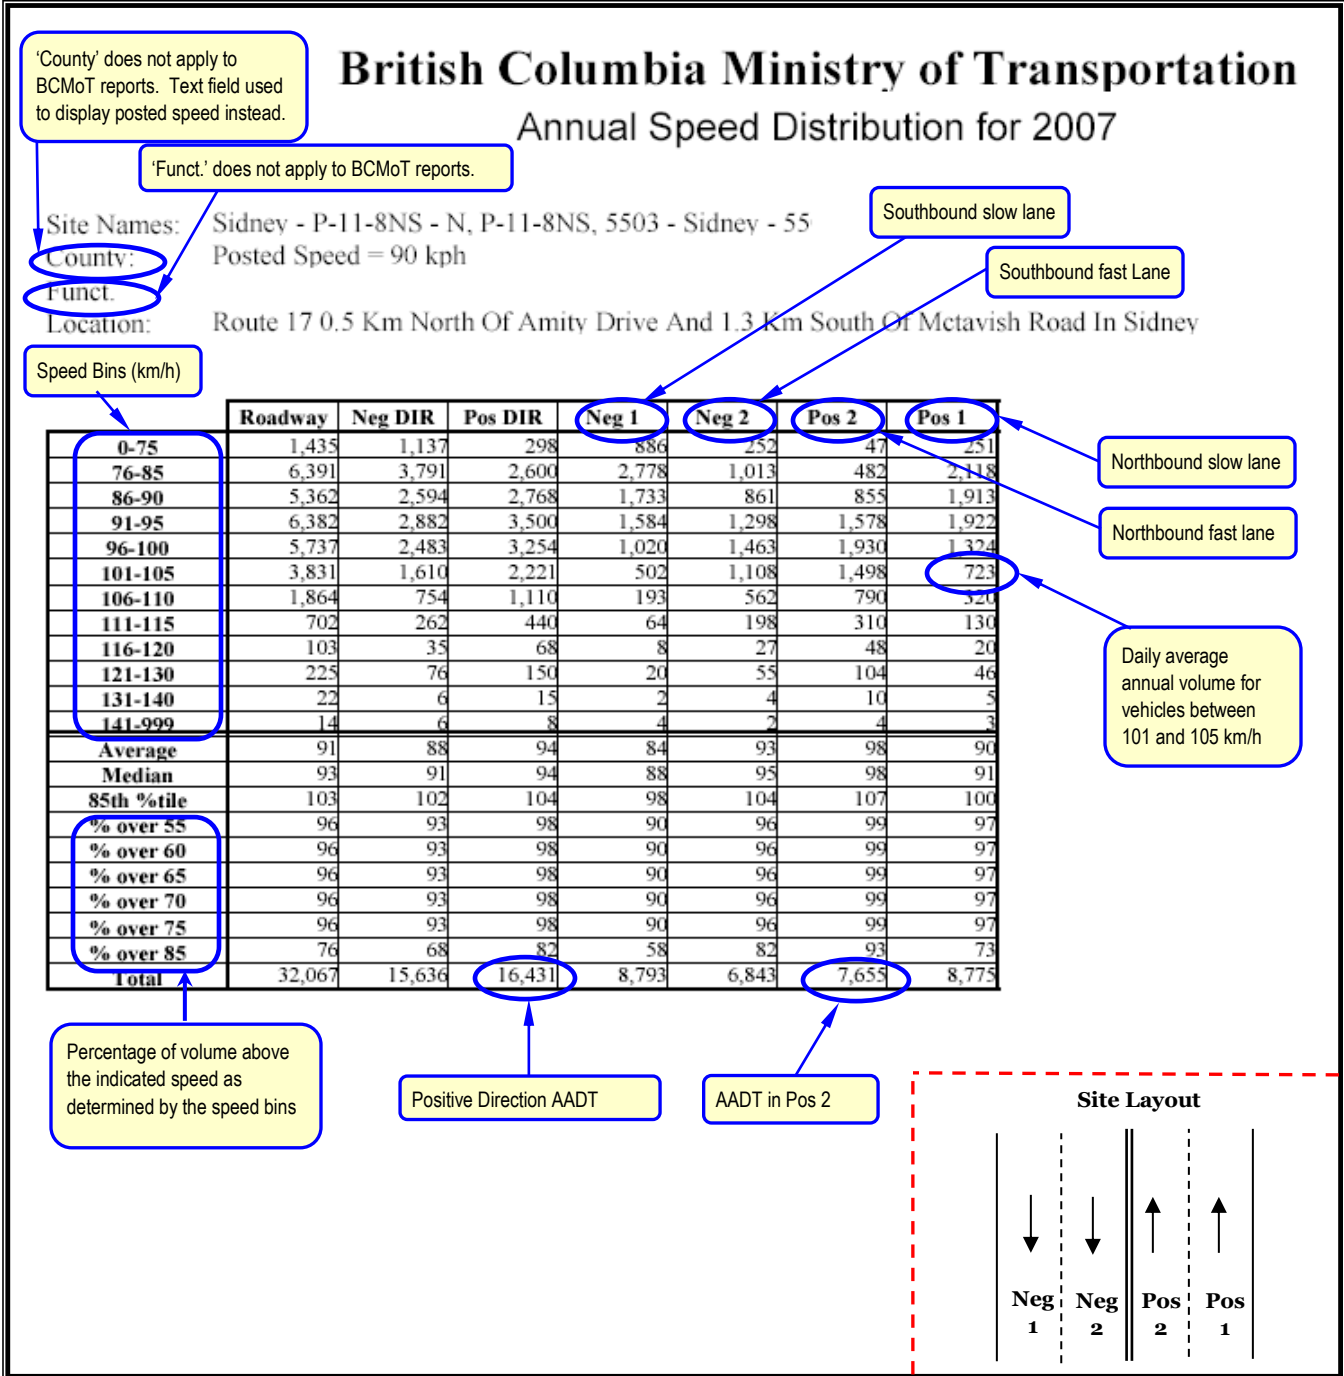 ‘County’ does not apply to
BCMoT reports. Text field used
to display posted speed instead.
British Columbia Ministry of Transportation
Annual Speed Distribution for 2007
‘Funct.’ does not apply to BCMoT reports.
Site Names: Sidney - P-11-8NS - N, P-11-8NS, 5503 - Sidney - 55
County: Posted Speed = 90 kph
Funct.
Location: Route 17 0.5 Km North Of Amity Drive And 1.3 Km South Of Mctavish Road In Sidney
Southbound slow lane
Southbound fast Lane
Speed Bins (km/h)
Roadway Neg DIR Pos DIR Neg 1 Neg 2 Pos 2 Pos 1
0-75 1,435 1,137 298 886 252 47 251
76-85 6,391 3,791 2,600 2,778 1,013 482 2,118
86-90 5,362 2,594 2,768 1,733 861 855 1,913
91-95 6,382 2,882 3,500 1,584 1,298 1,578 1,922
96-100 5,737 2,483 3,254 1,020 1,463 1,930 1,324
101-105 3,831 1,610 2,221 502 1,108 1,498 723
106-110 1,864 754 1,110 193 562 790 320
111-115 702 262 440 64 198 310 130
116-120 103 35 68 8 27 48 20
121-130 225 76 150 20 55 104 46
131-140 22 6 15 2 4 10 5
141-999 14 6 8 4 2 4 3
Average 91 88 94 84 93 98 90
Median 93 91 94 88 95 98 91
85th %tile 103 102 104 98 104 107 100
% over 55 96 93 98 90 96 99 97
% over 60 96 93 98 90 96 99 97
% over 65 96 93 98 90 96 99 97
% over 70 96 93 98 90 96 99 97
% over 75 96 93 98 90 96 99 97
% over 85 76 68 82 58 82 93 73
Total 32,067 15,636 16,431 8,793 6,843 7,655 8,775
Northbound slow lane
Northbound fast lane
Daily average
annual volume for
vehicles between
101 and 105 km/h
Percentage of volume above
the indicated speed as
determined by the speed bins
Positive Direction AADT
AADT in Pos 2
Site Layout
Neg Neg Pos Pos
1 2 2 1